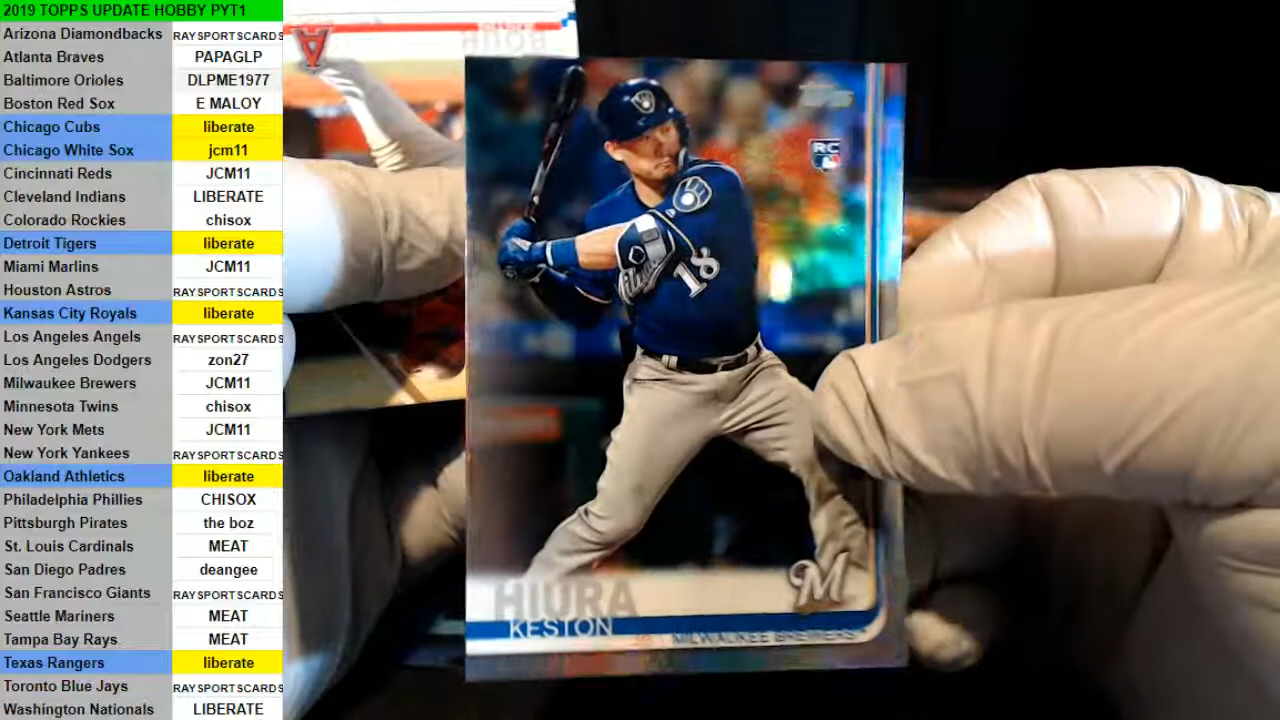 2019 TOPPS UPDATE HOBBY PYT1
Arizona Diamondbacks RAYSPORTSCARDS
Atlanta Braves PAPAGLP
Baltimore Orioles DLPME1977
Boston Red Sox E MALOY
Chicago Cubs liberate
Chicago White Sox jcm11
Cincinnati Reds JCM11
Cleveland Indians LIBERATE
Colorado Rockies chisox
Detroit Tigers liberate
Miami Marlins JCM11
Houston Astros RAYSPORTSCARDS
Kansas City Royals liberate
Los Angeles Angels RAYSPORTSCARDS
Los Angeles Dodgers zon27
Milwaukee Brewers JCM11
Minnesota Twins chisox
New York Mets JCM11
New York Yankees RAYSPORTSCARDS
Oakland Athletics liberate
Philadelphia Phillies CHISOX
Pittsburgh Pirates the boz
St. Louis Cardinals MEAT
San Diego Padres deangee
San Francisco Giants RAYSPORTSCARDS
Seattle Mariners MEAT
Tampa Bay Rays MEAT
Texas Rangers liberate
Toronto Blue Jays RAYSPORTSCARDS
Washington Nationals LIBERATE
BOUR
Topps
RC
18
M
HIURA
KESTON
MILWAUKEE BREWERS